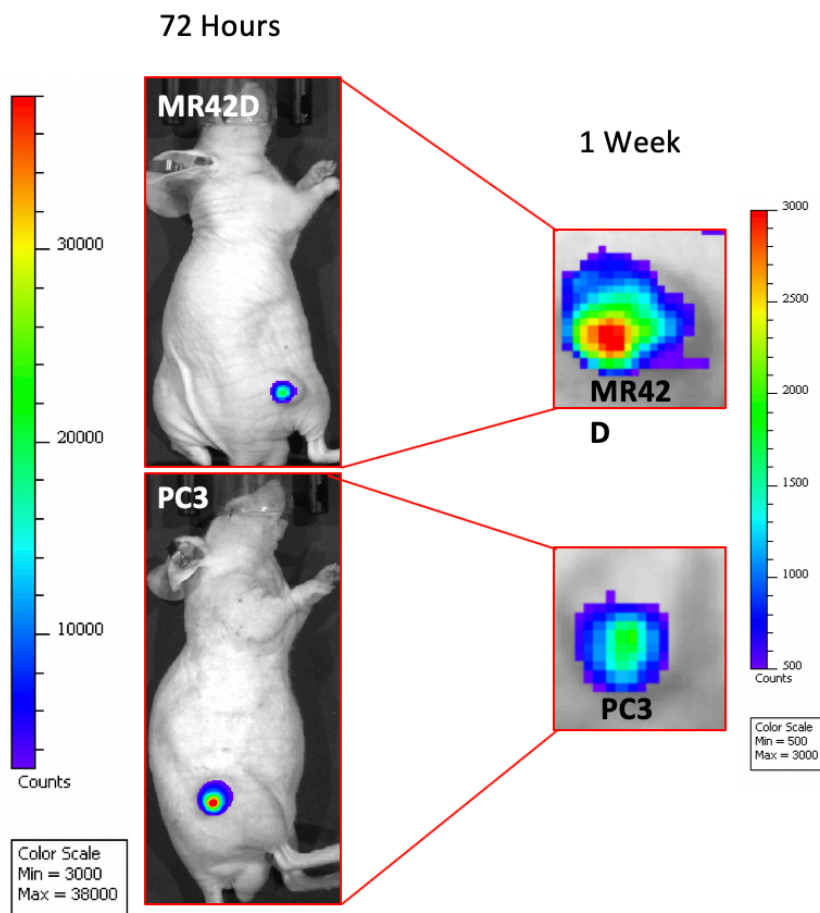 72 Hours
MR42D
1 Week
30000
20000
10000
Counts
Color Scale
Min = 3000
Max = 38000
PC3
MR42
D
PC3
3000
2500
2000
1500
1000
500
Counts
Color Scale
Min = 500
Max = 3000